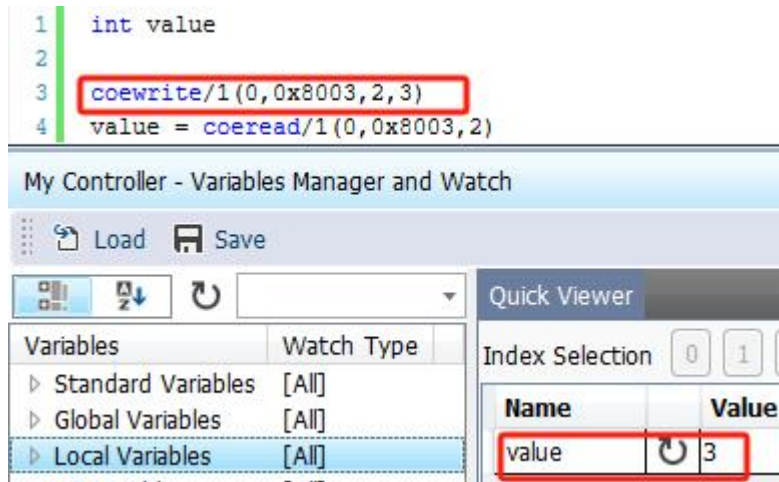 1 int value
2
3 coewrite/1(0,0x8003,2,3)
4 value = coeread/1(0,0x8003,2)
My Controller - Variables Manager and Watch
Load Save
Quick Viewer
Variables Watch Type
Index Selection 0 1
Standard Variables [All]
Name Value
Global Variables [All]
value 3
Local Variables [All]